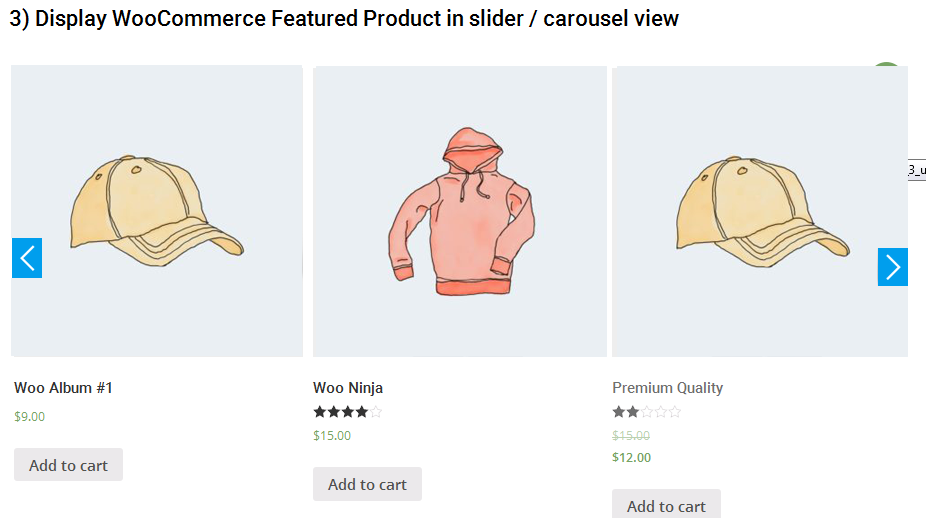 3) Display WooCommerce Featured Product in slider / carousel view
3_u
Woo Album #1
$9.00
Add to cart
Woo Ninja
$15.00
Add to cart
Premium Quality
$15.00
$12.00
Add to cart